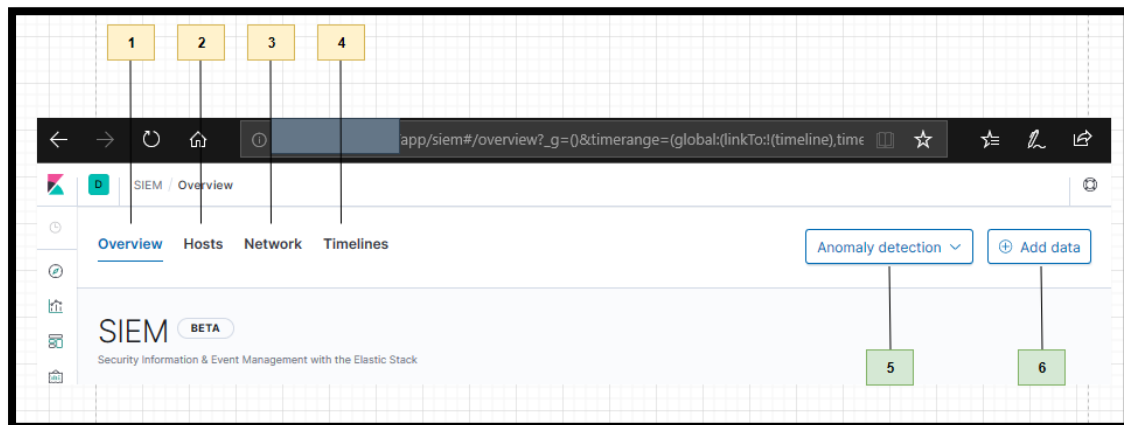 1 2 3 4
app/siem#/overview?_g=()&timerange=(global:(linkTo:!(timeline),time
D SIEM / Overview
Overview Hosts Network Timelines Anomaly detection Add data
SIEM BETA
Security Information & Event Management with the Elastic Stack
5 6